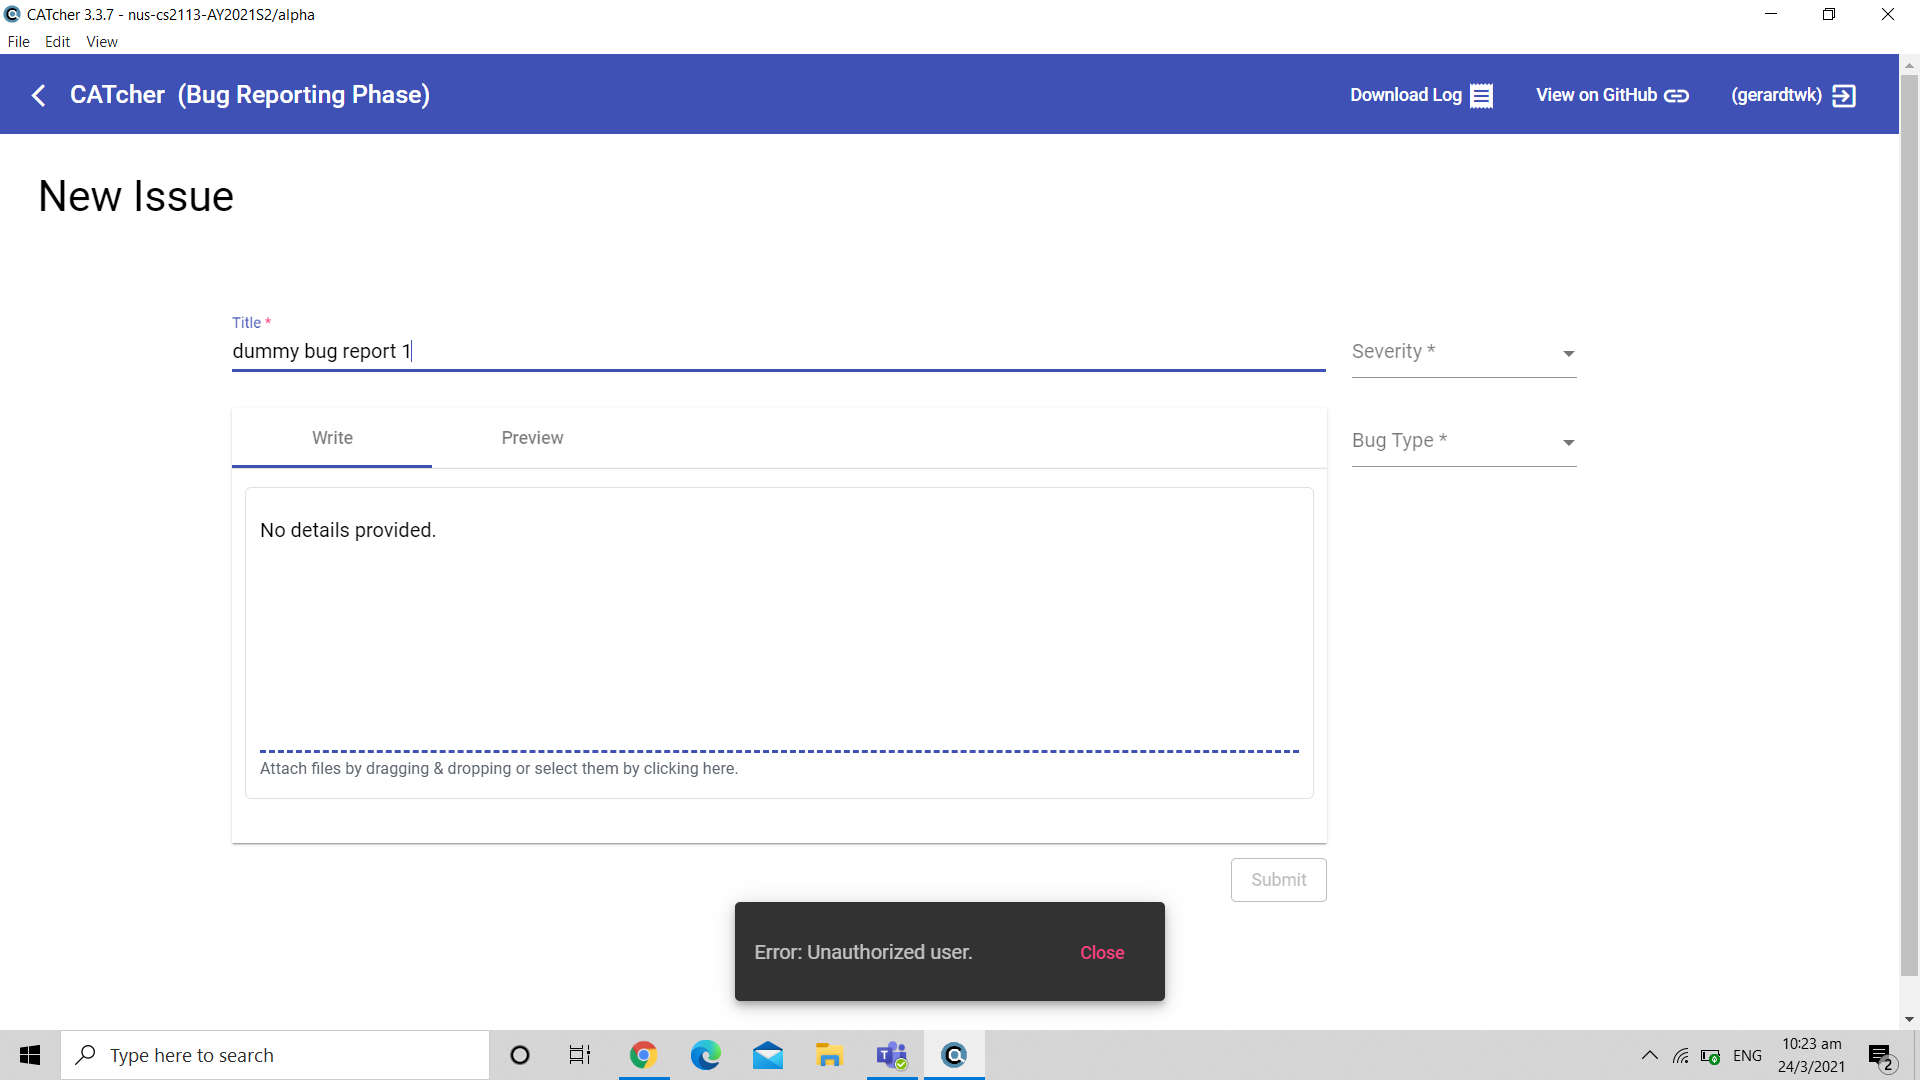 CATcher 3.3.7 - nus-cs2113-AY2021S2/alpha
File Edit View
CATcher (Bug Reporting Phase)
Download Log View on GitHub (gerardtwk)
New Issue
Title *
dummy bug report 1
Severity *
Write Preview
Bug Type *
No details provided.
Attach files by dragging & dropping or select them by clicking here.
Submit
Error: Unauthorized user. Close
Type here to search
ENG
10:23 am
24/3/2021
2